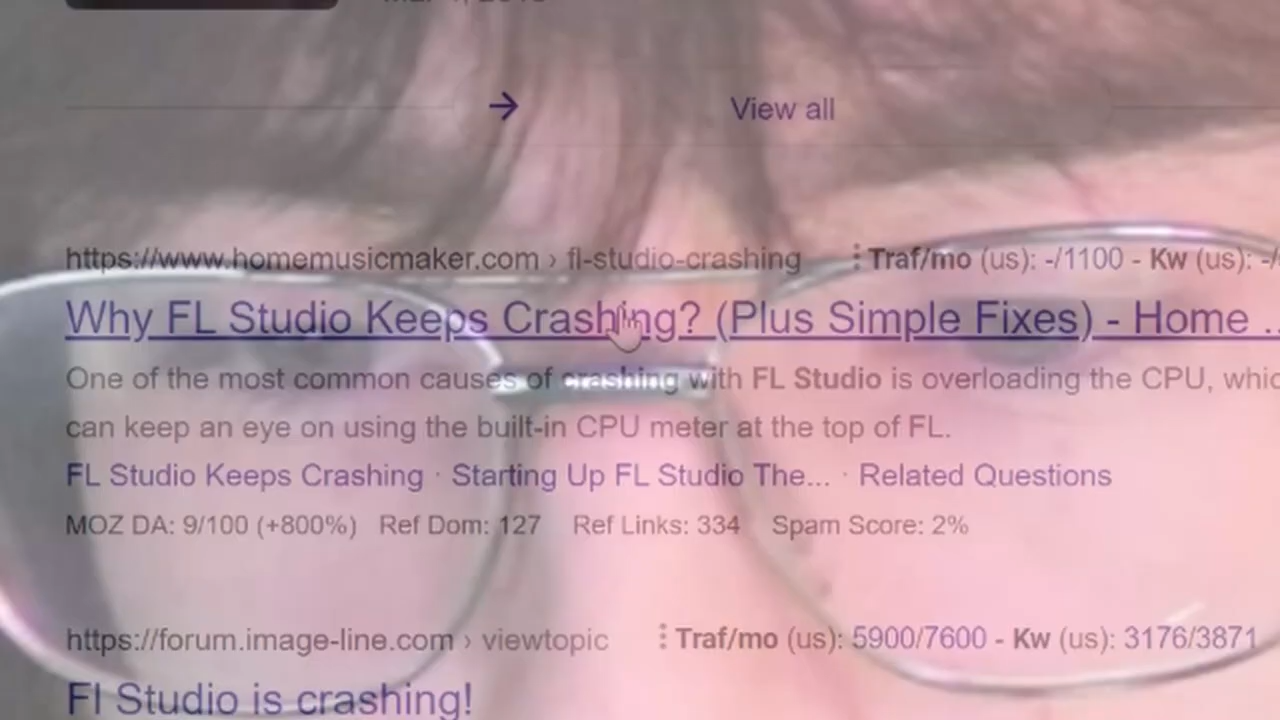 → View all
https://www.homemusicmaker.com › fl-studio-crashing ⋮ Traf/mo (us): -/1100 - Kw (us): -/
Why FL Studio Keeps Crashing? (Plus Simple Fixes) - Home ...
One of the most common causes of crashing with FL Studio is overloading the CPU, whic
can keep an eye on using the built-in CPU meter at the top of FL.
FL Studio Keeps Crashing · Starting Up FL Studio The... · Related Questions
MOZ DA: 9/100 (+800%) Ref Dom: 127 Ref Links: 334 Spam Score: 2%
https://forum.image-line.com › viewtopic ⋮ Traf/mo (us): 5900/7600 - Kw (us): 3176/3871
Fl Studio is crashing!